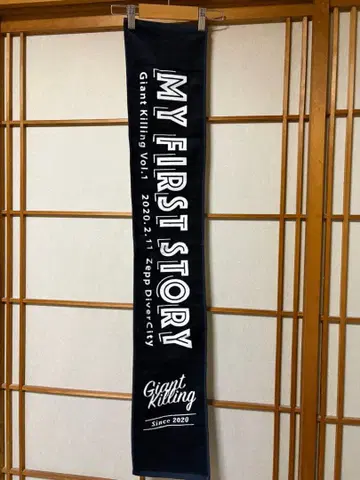 MY FIRST STORY
Giant Killing Vol.1 2020.2.11 Zepp DiverCity
Giant
Killing
Since 2020